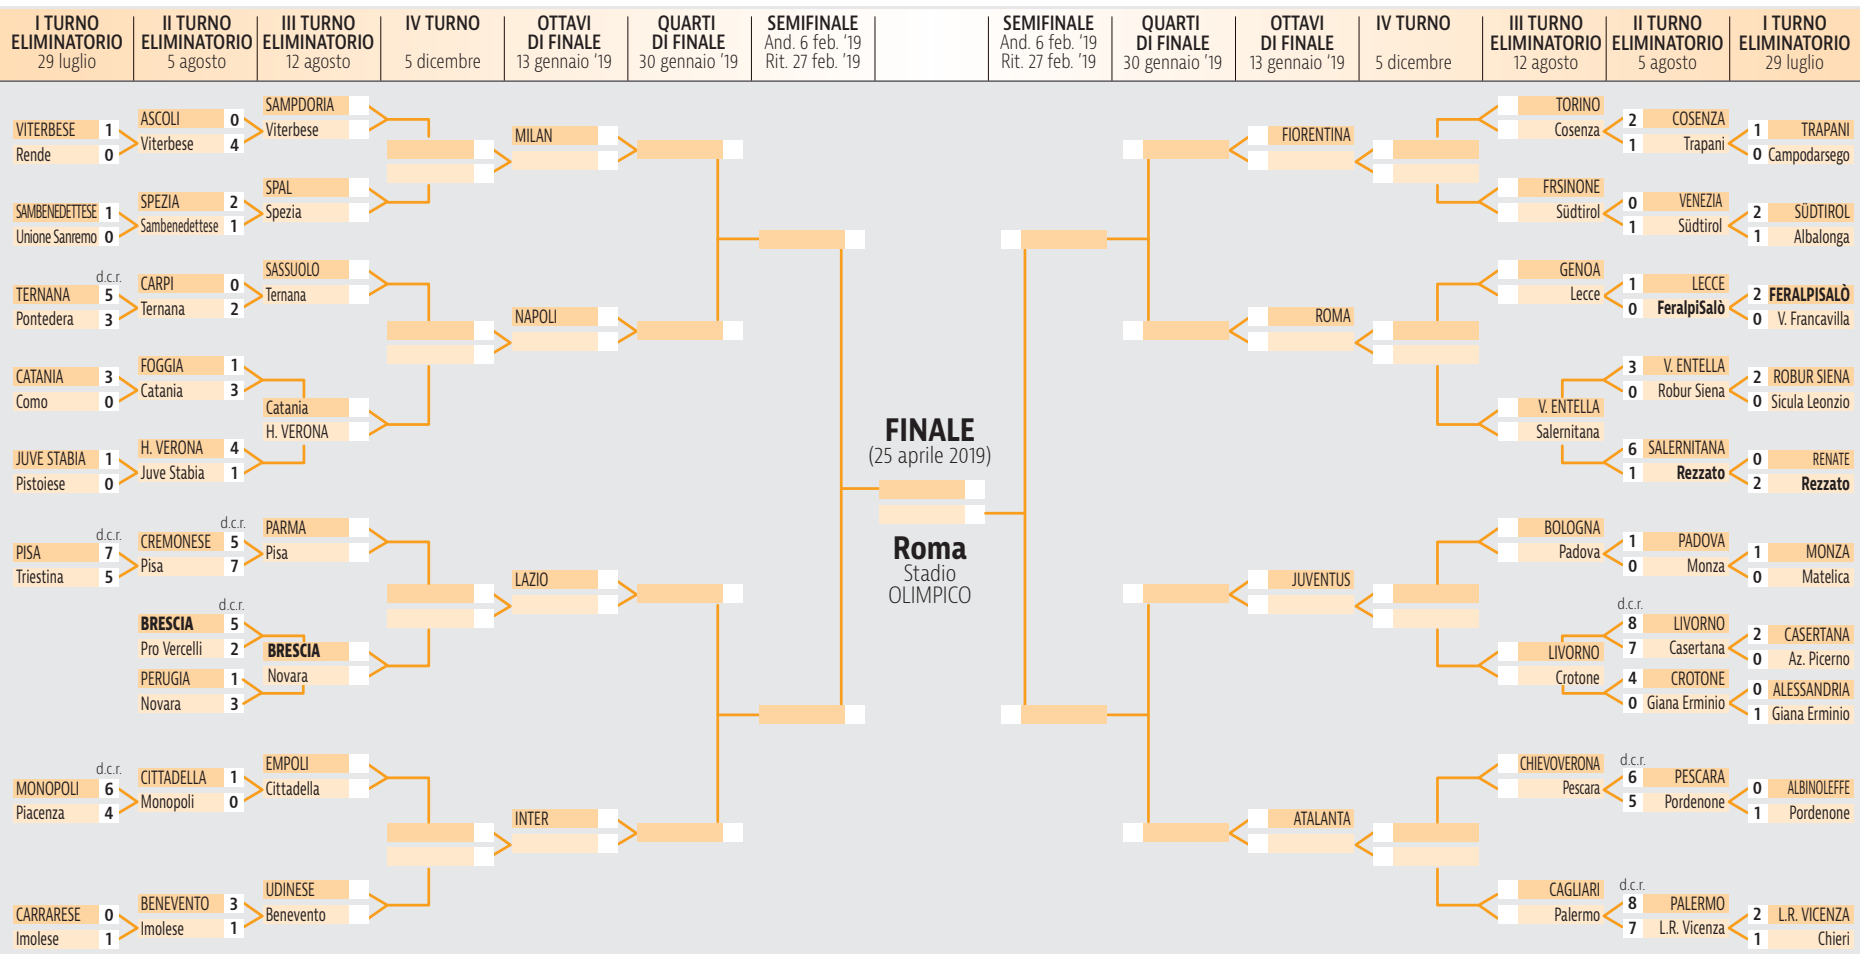 I TURNO
ELIMINATORIO
29 luglio
II TURNO
ELIMINATORIO
5 agosto
III TURNO
ELIMINATORIO
12 agosto
IV TURNO
5 dicembre
OTTAVI
DI FINALE
13 gennaio '19
QUARTI
DI FINALE
30 gennaio '19
SEMIFINALE
And. 6 feb. '19
Rit. 27 feb. '19
SEMIFINALE
And. 6 feb. '19
Rit. 27 feb. '19
QUARTI
DI FINALE
30 gennaio '19
OTTAVI
DI FINALE
13 gennaio '19
IV TURNO
5 dicembre
III TURNO
ELIMINATORIO
12 agosto
II TURNO
ELIMINATORIO
5 agosto
I TURNO
ELIMINATORIO
29 luglio
VITERBESE 1
Rende 0
SAMBENEDETTESE 1
Unione Sanremo 0
d.c.r.
TERNANA 5
Pontedera 3
CATANIA 3
Como 0
JUVE STABIA 1
Pistoiese 0
d.c.r.
PISA 7
Triestina 5
d.c.r.
MONOPOLI 6
Piacenza 4
CARRARESE 0
Imolese 1
ASCOLI 0
Viterbese 4
SPEZIA 2
Sambenedettese 1
CARPI 0
Ternana 2
FOGGIA 1
Catania 3
H. VERONA 4
Juve Stabia 1
d.c.r.
CREMONESE 5
Pisa 7
d.c.r.
BRESCIA 5
Pro Vercelli 2
PERUGIA 1
Novara 3
CITTADELLA 1
Monopoli 0
BENEVENTO 3
Imolese 1
SAMPDORIA
Viterbese
SPAL
Spezia
SASSUOLO
Ternana
Catania
H. VERONA
PARMA
Pisa
BRESCIA
Novara
EMPOLI
Cittadella
UDINESE
Benevento
MILAN
NAPOLI
LAZIO
INTER
FINALE
(25 aprile 2019)
Roma
Stadio
OLIMPICO
FIORENTINA
ROMA
JUVENTUS
ATALANTA
TORINO
Cosenza
FRSINONE
Südtirol
GENOA
Lecce
V. ENTELLA
Salernitana
BOLOGNA
Padova
LIVORNO
Crotone
CHIEVOVERONA
Pescara
CAGLIARI
Palermo
2 COSENZA
1 Trapani
0 VENEZIA
1 Südtirol
1 LECCE
0 FeralpiSalò
3 V. ENTELLA
0 Robur Siena
6 SALERNITANA
1 Rezzato
1 PADOVA
0 Monza
d.c.r.
8 LIVORNO
7 Casertana
4 CROTONE
0 Giana Erminio
d.c.r.
6 PESCARA
5 Pordenone
d.c.r.
8 PALERMO
7 L.R. Vicenza
1 TRAPANI
0 Campodarsego
2 SÜDTIROL
1 Albalonga
2 FERALPISALÒ
0 V. Francavilla
2 ROBUR SIENA
0 Sicula Leonzio
0 RENATE
2 Rezzato
1 MONZA
0 Matelica
2 CASERTANA
0 Az. Picerno
0 ALESSANDRIA
1 Giana Erminio
0 ALBINOLEFFE
1 Pordenone
2 L.R. VICENZA
1 Chieri